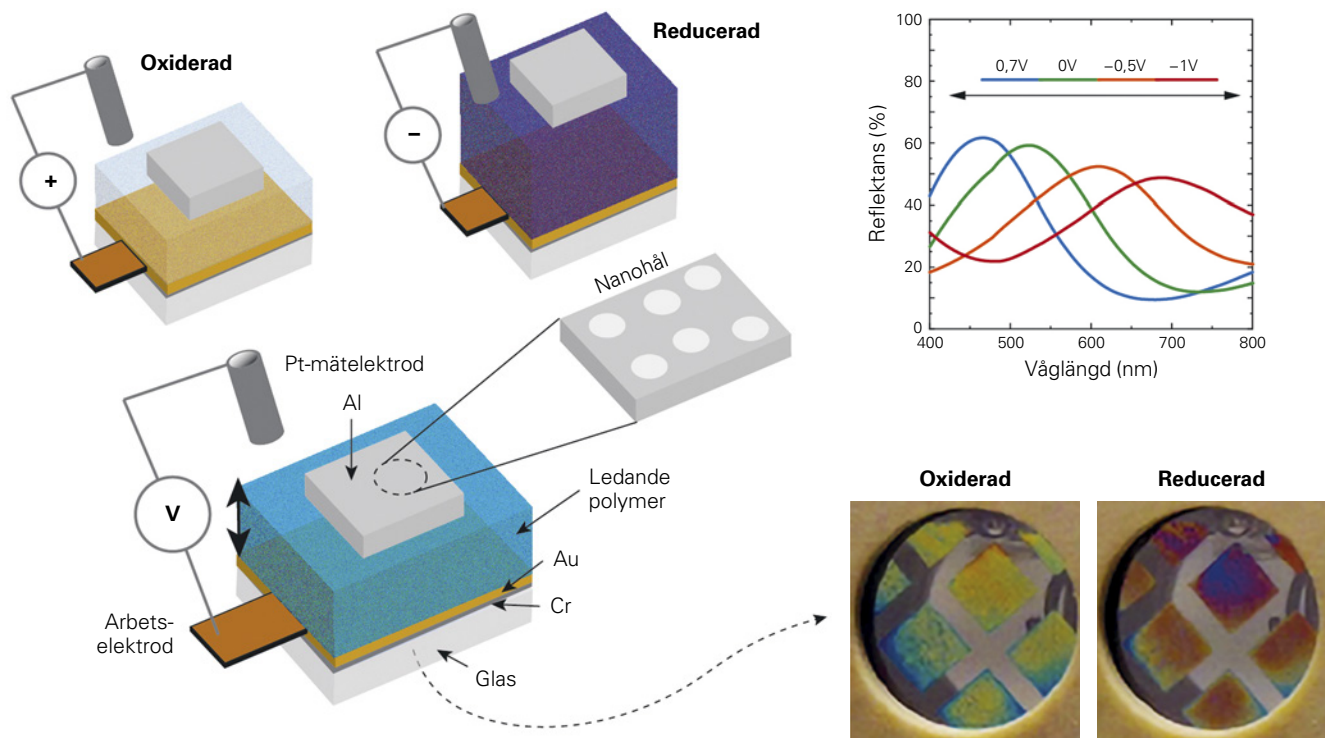 Oxiderad
+
Reducerad
−
Nanohål
Pt-mätelektrod
Al
V
Ledande
polymer
Au
Cr
Arbets-
elektrod
Glas
100
80
60
40
20
0
Reflektans (%)
0,7V 0V −0,5V −1V
400 500 600 700 800
Våglängd (nm)
Oxiderad
Reducerad